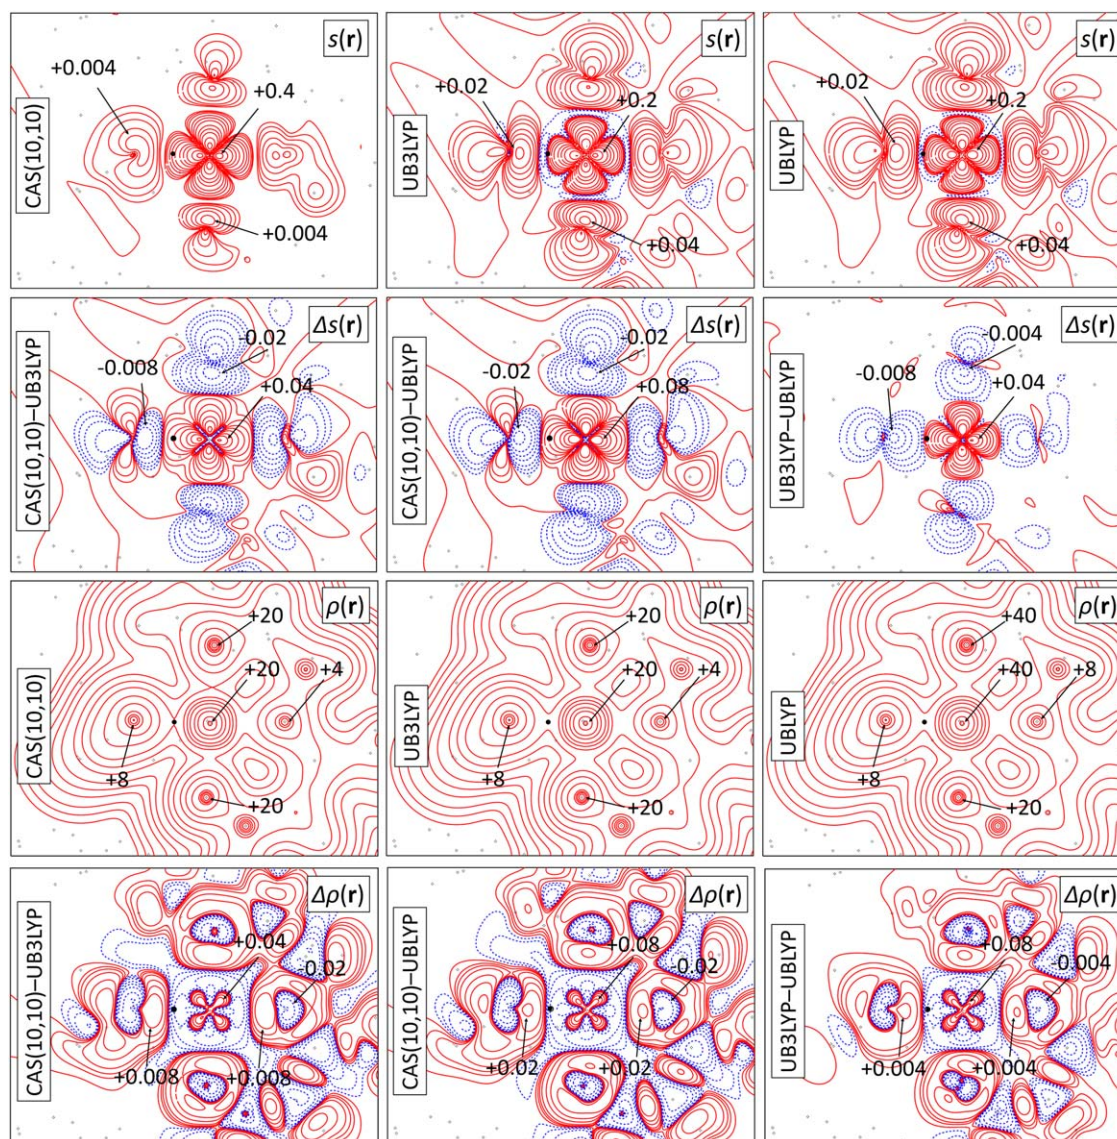 CAS(10,10)
s(r)
+0.004
+0.4
+0.004
UB3LYP
s(r)
+0.02
+0.2
+0.04
UBLYP
s(r)
+0.02
+0.2
+0.04
CAS(10,10)–UB3LYP
Δs(r)
-0.008
-0.02
+0.04
CAS(10,10)–UBLYP
Δs(r)
-0.02
-0.02
+0.08
UB3LYP–UBLYP
Δs(r)
-0.004
-0.008
+0.04
CAS(10,10)
ρ(r)
+20
+20
+4
+8
+20
UB3LYP
ρ(r)
+20
+20
+4
+8
+20
UBLYP
ρ(r)
+40
+40
+8
+8
+20
CAS(10,10)–UB3LYP
Δρ(r)
+0.04
-0.02
+0.008
+0.008
CAS(10,10)–UBLYP
Δρ(r)
+0.08
-0.02
+0.02
+0.02
UB3LYP–UBLYP
Δρ(r)
+0.08
-0.004
+0.004
+0.004